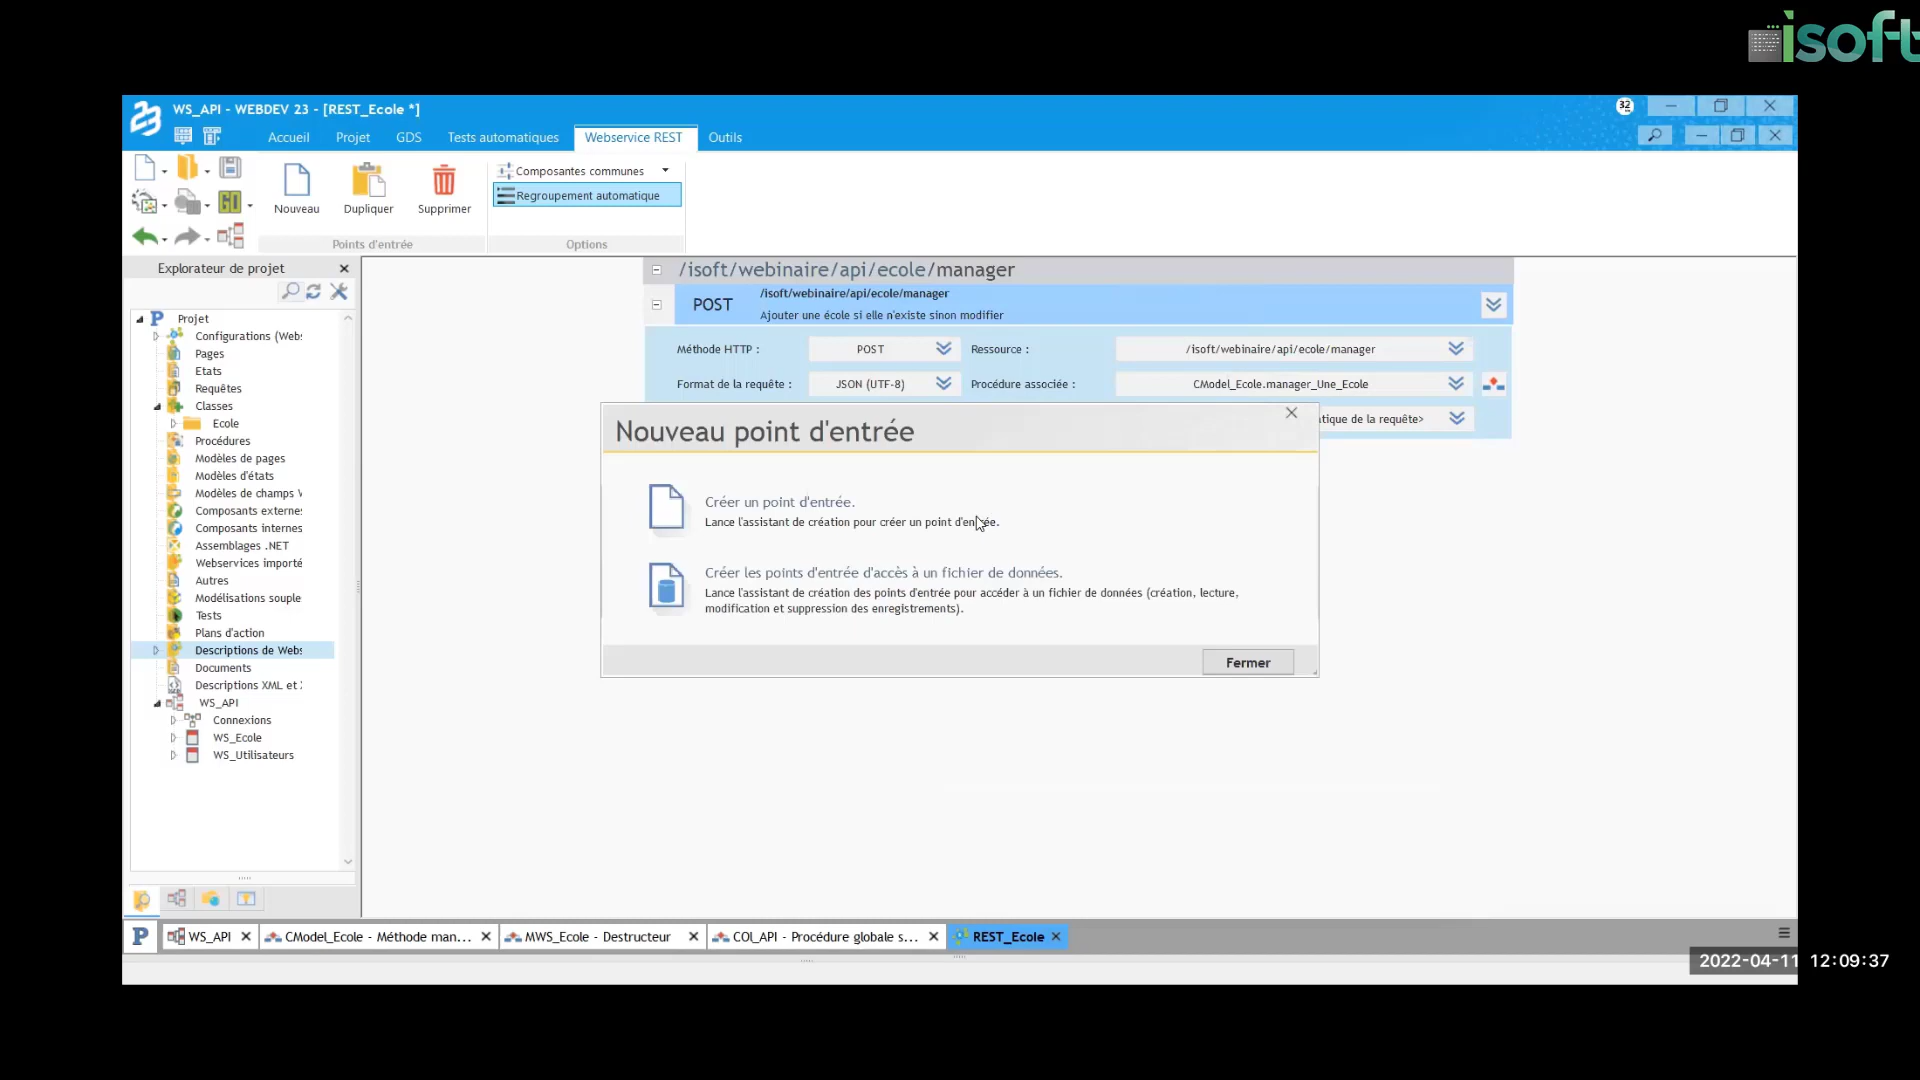 isoft
WS_API - WEBDEV 23 - [REST_Ecole *]
32
Accueil
Projet
GDS
Tests automatiques
Webservice REST
Outils
Nouveau
Dupliquer
Supprimer
Composantes communes
Regroupement automatique
GO
Points d'entrée
Options
Explorateur de projet
Projet
Configurations (Webs
Pages
Etats
Requêtes
Classes
Ecole
Procédures
Modèles de pages
Modèles d'états
Modèles de champs
Composants externes
Composants internes
Assemblages .NET
Webservices importé
Autres
Modélisations souple
Tests
Plans d'action
Descriptions de Webs
Documents
Descriptions XML et
WS_API
Connexions
WS_Ecole
WS_Utilisateurs
/isoft/webinaire/api/ecole/manager
POST
/isoft/webinaire/api/ecole/manager
Ajouter une école si elle n'existe sinon modifier
Méthode HTTP :
POST
Ressource :
/isoft/webinaire/api/ecole/manager
Format de la requête :
JSON (UTF-8)
Procédure associée :
CModel_Ecole.manager_Une_Ecole
tique de la requête>
Nouveau point d'entrée
Créer un point d'entrée.
Lance l'assistant de création pour créer un point d'entrée.
Créer les points d'entrée d'accès à un fichier de données.
Lance l'assistant de création des points d'entrée pour accéder à un fichier de données (création, lecture,
modification et suppression des enregistrements).
Fermer
WS_API
CModel_Ecole - Méthode man...
MWS_Ecole - Destructeur
COl_API - Procédure globale s...
REST_Ecole
2022-04-11 12:09:37